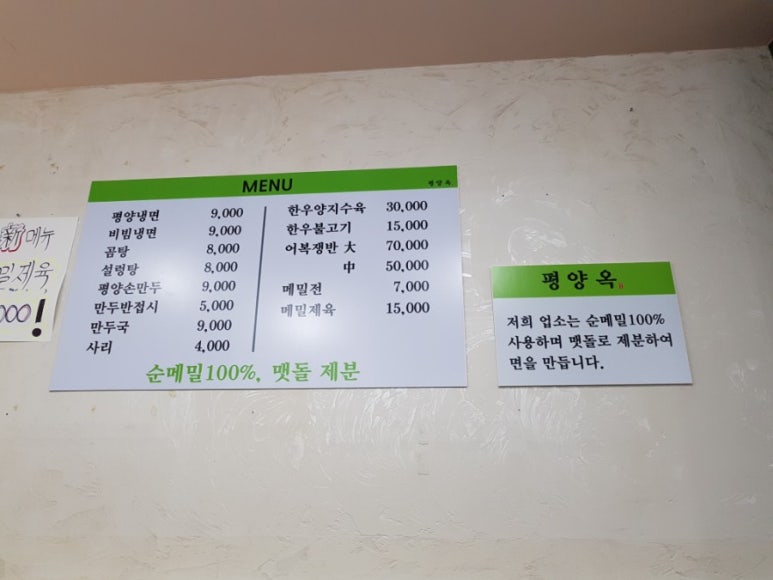 MENU
평양옥
평양냉면 9,000
비빔냉면 9,000
곰탕 8,000
설렁탕 8,000
평양손만두 9,000
만두반접시 5,000
만두국 9,000
사리 4,000
한우양지수육 30,000
한우불고기 15,000
어복쟁반 大 70,000
中 50,000
메밀전 7,000
메밀제육 15,000
순메밀100%, 맷돌 제분
新 메뉴
밀제육
000!
평양옥
저희 업소는 순메밀100%
사용하며 맷돌로 제분하여
면을 만듭니다.